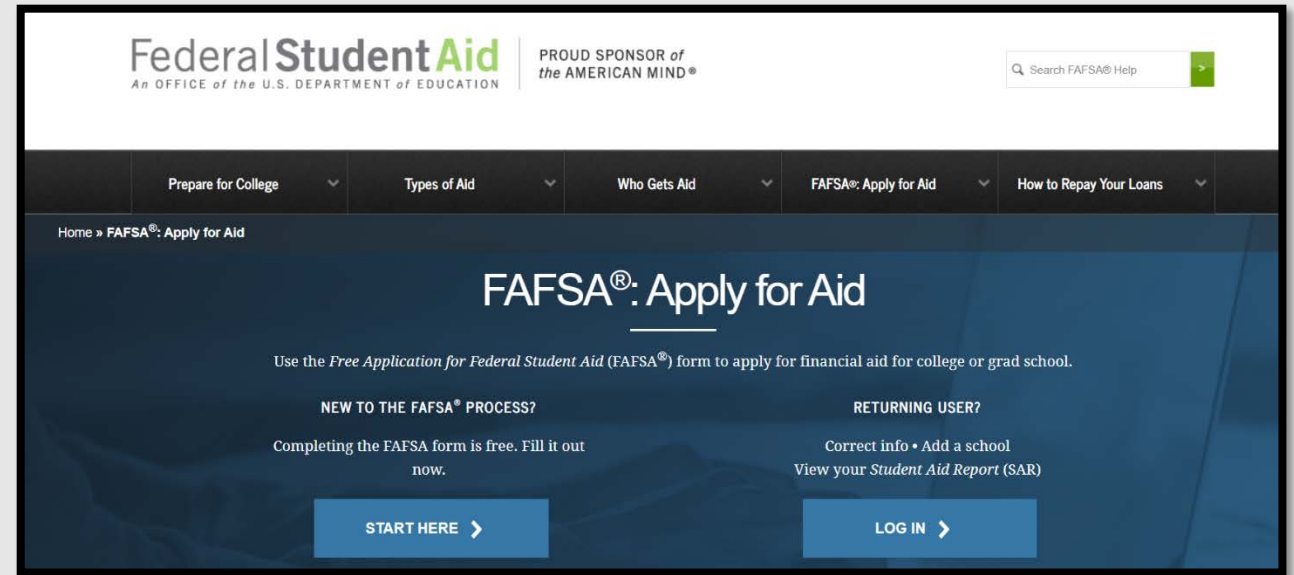 Federal Student Aid
An OFFICE of the U.S. DEPARTMENT of EDUCATION
PROUD SPONSOR of
the AMERICAN MIND®
Search FAFSA® Help
>
Prepare for College
Types of Aid
Who Gets Aid
FAFSA®: Apply for Aid
How to Repay Your Loans
Home » FAFSA®: Apply for Aid
FAFSA®: Apply for Aid
Use the Free Application for Federal Student Aid (FAFSA®) form to apply for financial aid for college or grad school.
NEW TO THE FAFSA® PROCESS?
Completing the FAFSA form is free. Fill it out
now.
START HERE
RETURNING USER?
Correct info • Add a school
View your Student Aid Report (SAR)
LOG IN